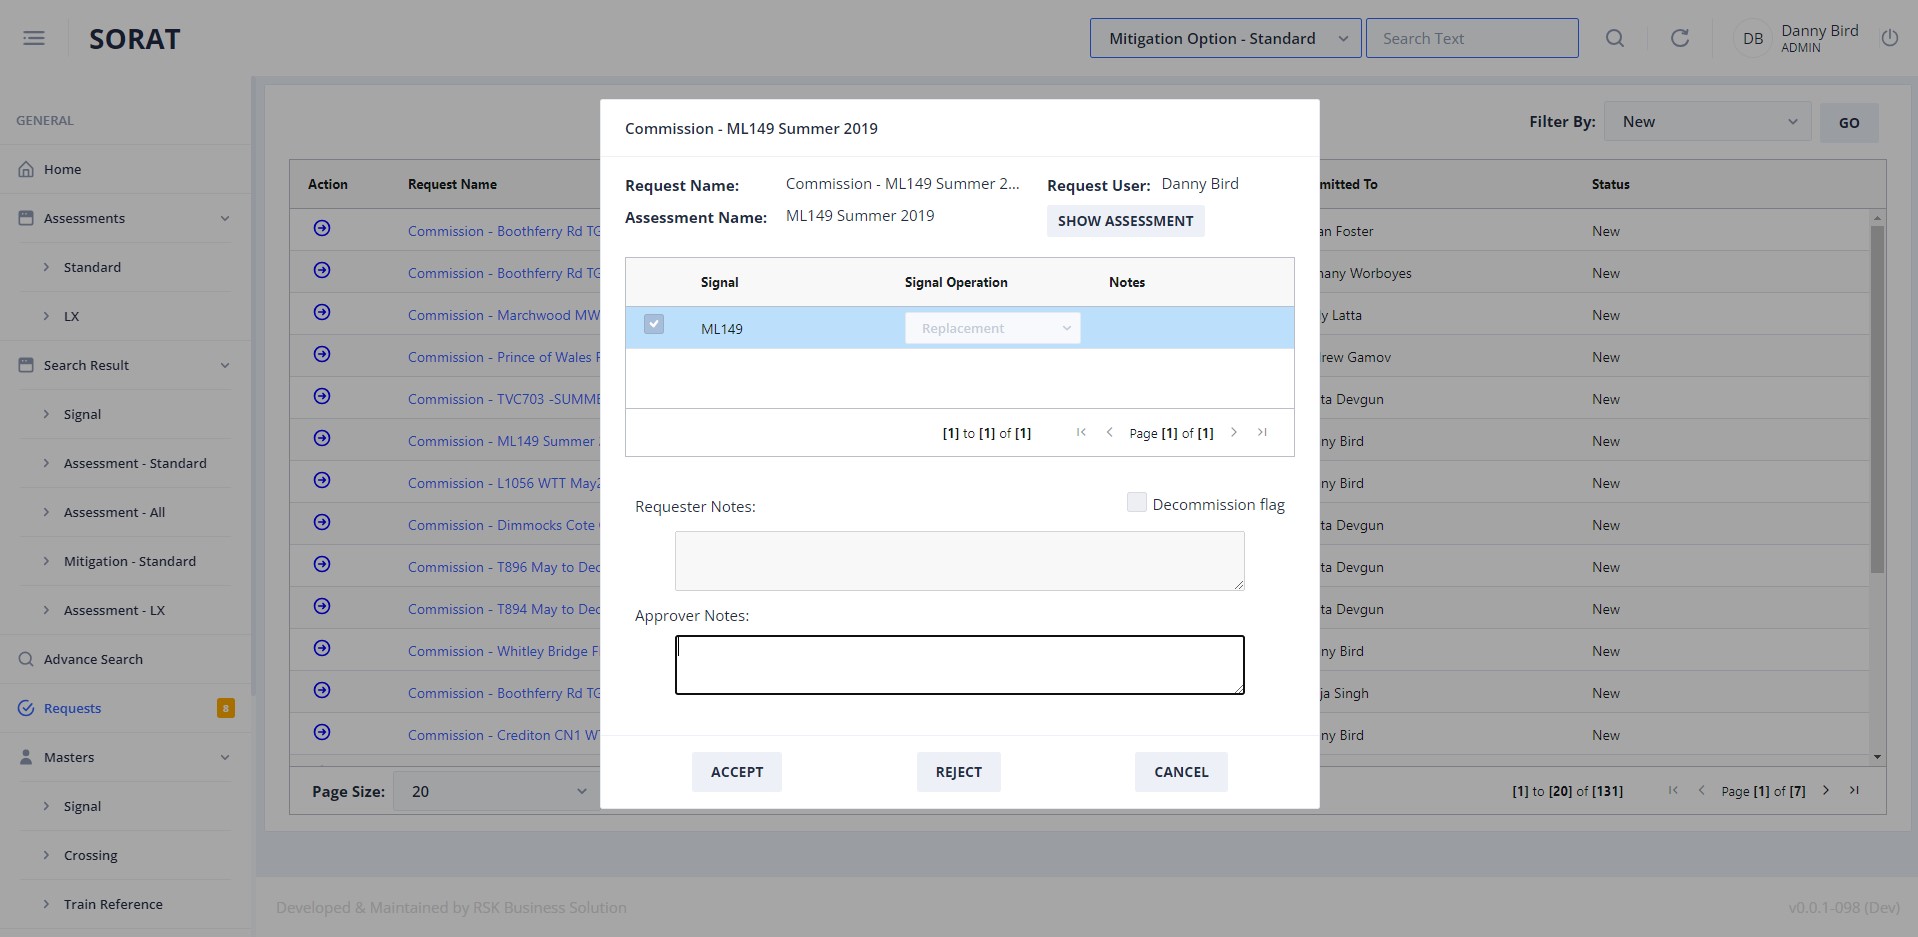 SORAT
Mitigation Option - Standard
Search Text
DB
Danny Bird
ADMIN
GENERAL
Home
Assessments
Standard
LX
Search Result
Signal
Assessment - Standard
Assessment - All
Mitigation - Standard
Assessment - LX
Advance Search
Requests 8
Masters
Signal
Crossing
Train Reference
Filter By: New GO
Action Request Name mitted To Status
Commission - Boothferry Rd TG an Foster New
Commission - Boothferry Rd TG hany Worboyes New
Commission - Marchwood MW y Latta New
Commission - Prince of Wales rew Gamov New
Commission - TVC703 -SUMME ta Devgun New
Commission - ML149 Summer ny Bird New
Commission - L1056 WTT May2 ny Bird New
Commission - Dimmocks Cote ta Devgun New
Commission - T896 May to Dec ta Devgun New
Commission - T894 May to Dec ta Devgun New
Commission - Whitley Bridge F ny Bird New
Commission - Boothferry Rd TG ja Singh New
Commission - Crediton CN1 W ny Bird New
Page Size: 20
[1] to [20] of [131] Page [1] of [7]
Commission - ML149 Summer 2019
Request Name: Commission - ML149 Summer 2... Request User: Danny Bird
Assessment Name: ML149 Summer 2019 SHOW ASSESSMENT
Signal Signal Operation Notes
ML149 Replacement
[1] to [1] of [1] Page [1] of [1]
Requester Notes: Decommission flag
Approver Notes:
ACCEPT REJECT CANCEL
Developed & Maintained by RSK Business Solution
v0.0.1-098 (Dev)